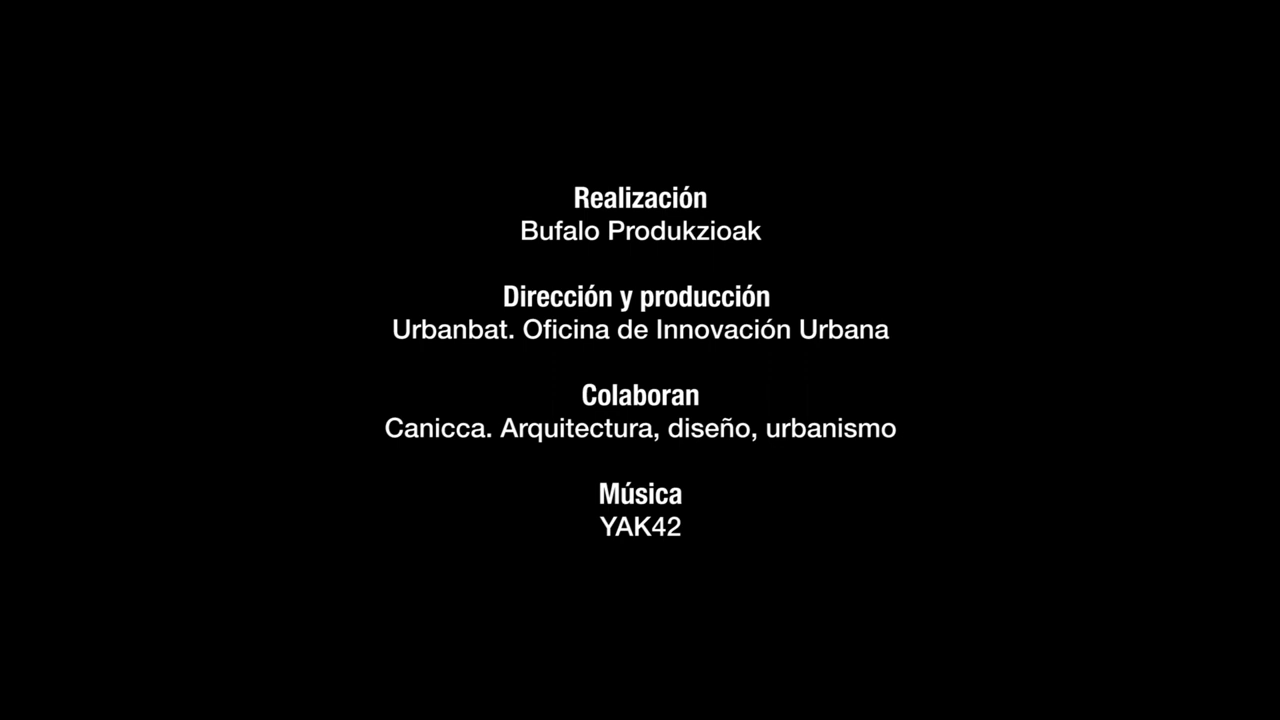 Realización
Bufalo Produkzioak
Dirección y producción
Urbanbat. Oficina de Innovación Urbana
Colaboran
Canicca. Arquitectura, diseño, urbanismo
Música
YAK42